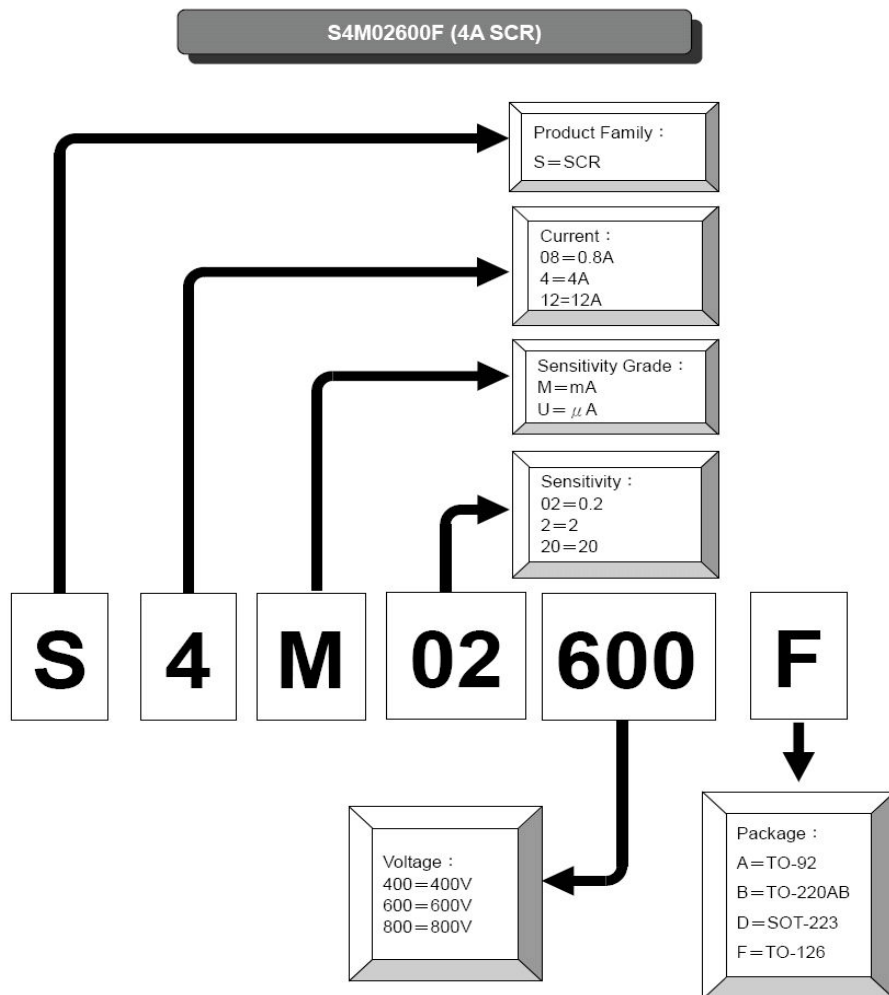 S4M02600F (4A SCR)
Product Family：
S＝SCR
Current：
08＝0.8A
4＝4A
12=12A
Sensitivity Grade：
M＝mA
U＝μA
Sensitivity：
02＝0.2
2＝2
20＝20
S 4 M 02 600 F
Voltage：
400＝400V
600＝600V
800＝800V
Package：
A＝TO-92
B＝TO-220AB
D＝SOT-223
F＝TO-126